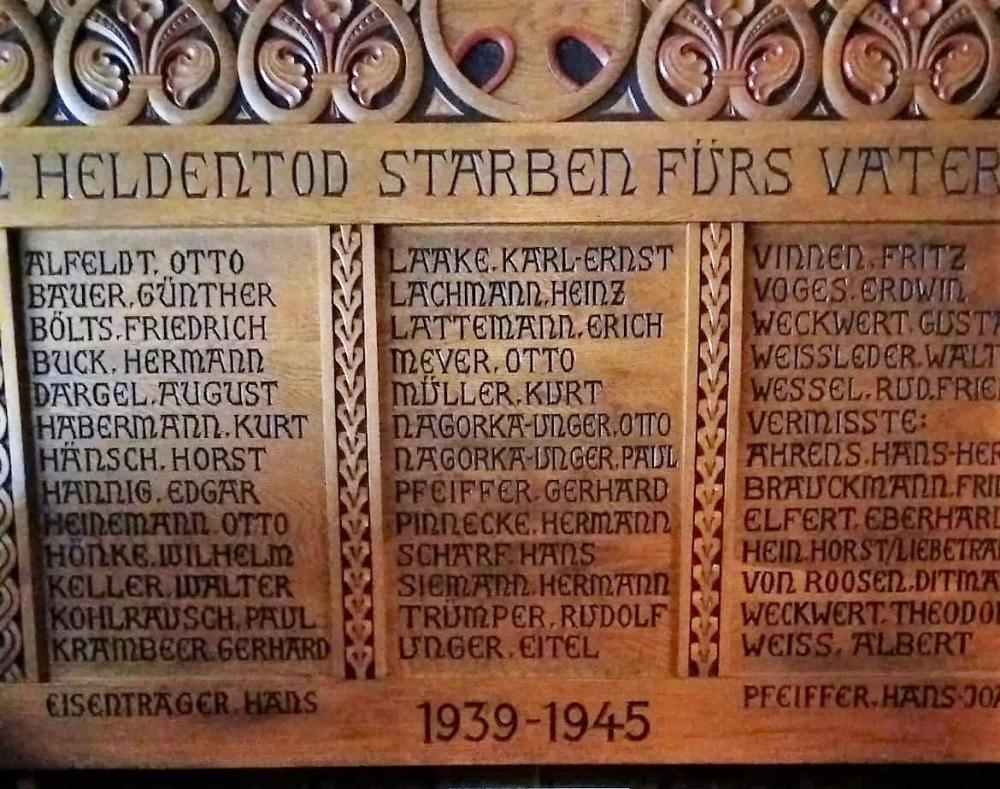 HELDENTOD STARBEN FÜRS VATER
ALFELDT, OTTO
BAUER, GÜNTHER
BÖLTS, FRIEDRICH
BUCK, HERMANN
DARGEL, AUGUST
HABERMANN, KURT
HÄNSCH, HORST
HANNIG, EDGAR
HEINEMANN, OTTO
HÖNKE, WILHELM
KELLER, WALTER
KOHLRAUSCH, PAUL
KRAMBEER, GERHARD
LAAKE, KARL-ERNST
LACHMANN, HEINZ
LATTEMANN, ERICH
MEYER, OTTO
MÜLLER, KURT
NAGORKA-UNGER, OTTO
NAGORKA-UNGER, PAUL
PFEIFFER, GERHARD
PINNECKE, HERMANN
SCHARF, HANS
SIEMANN, HERMANN
TRÜMPER, RUDOLF
UNGER, EITEL
VINNEN, FRITZ
VOGES, ERDWIN
WECKWERT, GUST
WEISSLEDER, WALT
WESSEL, RUD. FRIE
VERMISSTE:
AHRENS, HANS-HER
BRAUCKMANN, FRI
ELFERT, EBERHAR
HEIN, HORST/LIEBETRA
VON ROOSEN, DITMA
WECKWERT, THEODO
WEISS, ALBERT
EISENTRÄGER, HANS
1939-1945
PFEIFFER, HANS-JO